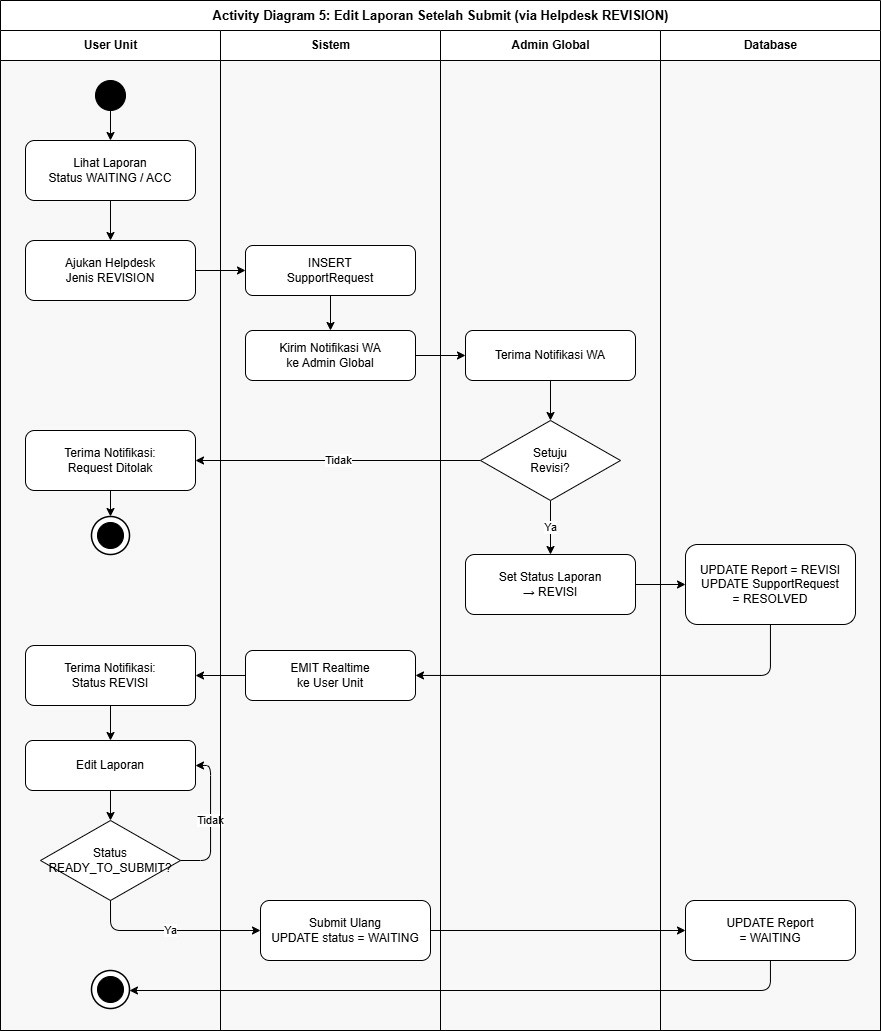 Activity Diagram 5: Edit Laporan Setelah Submit (via Helpdesk REVISION)
User Unit
Sistem
Admin Global
Database
Lihat Laporan
Status WAITING / ACC
Ajukan Helpdesk
Jenis REVISION
INSERT
SupportRequest
Kirim Notifikasi WA
ke Admin Global
Terima Notifikasi WA
Setuju
Revisi?
Tidak
Terima Notifikasi:
Request Ditolak
Ya
Set Status Laporan
→ REVISI
UPDATE Report = REVISI
UPDATE SupportRequest
= RESOLVED
EMIT Realtime
ke User Unit
Terima Notifikasi:
Status REVISI
Edit Laporan
Tidak
Status
READY_TO_SUBMIT?
Ya
Submit Ulang
UPDATE status = WAITING
UPDATE Report
= WAITING